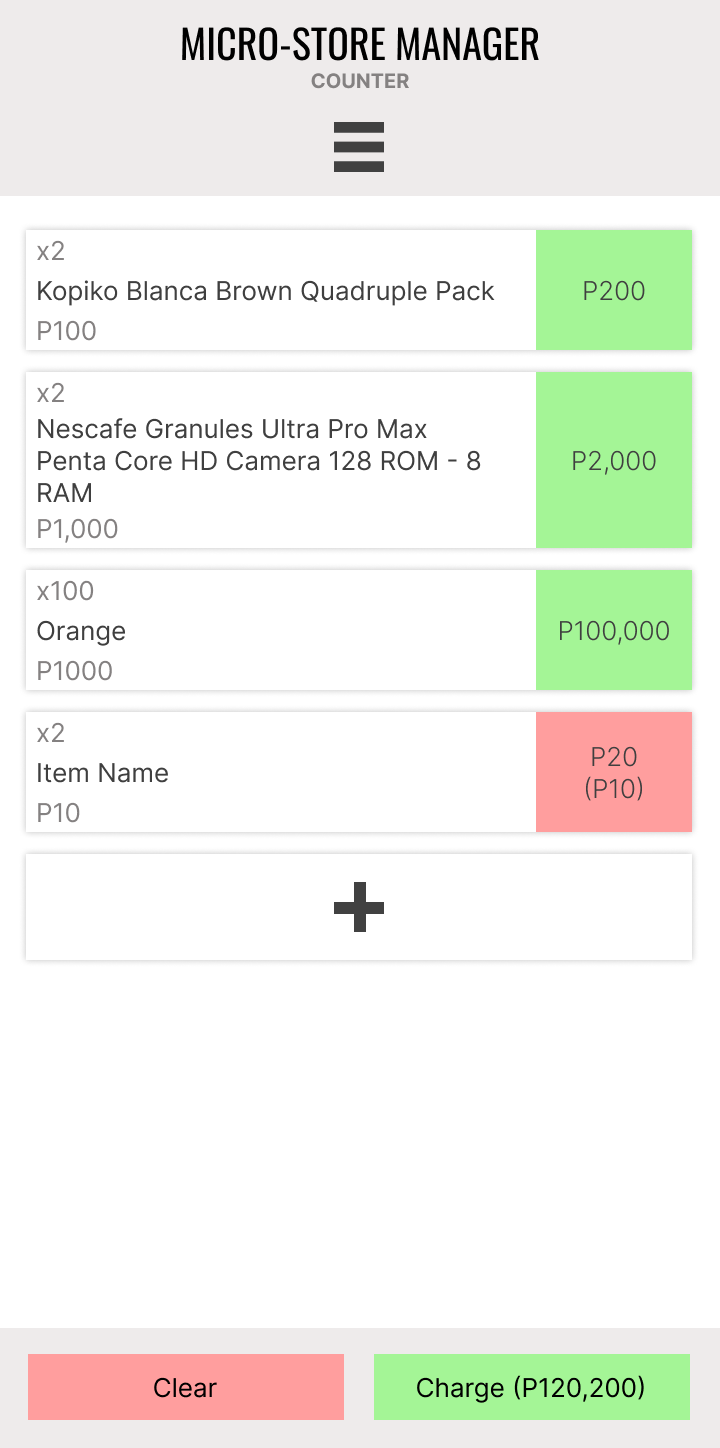 MICRO-STORE MANAGER
COUNTER
x2
Kopiko Blanca Brown Quadruple Pack
P100
P200
x2
Nescafe Granules Ultra Pro Max
Penta Core HD Camera 128 ROM - 8
RAM
P1,000
P2,000
x100
Orange
P1000
P100,000
x2
Item Name
P10
P20
(P10)
Clear
Charge (P120,200)